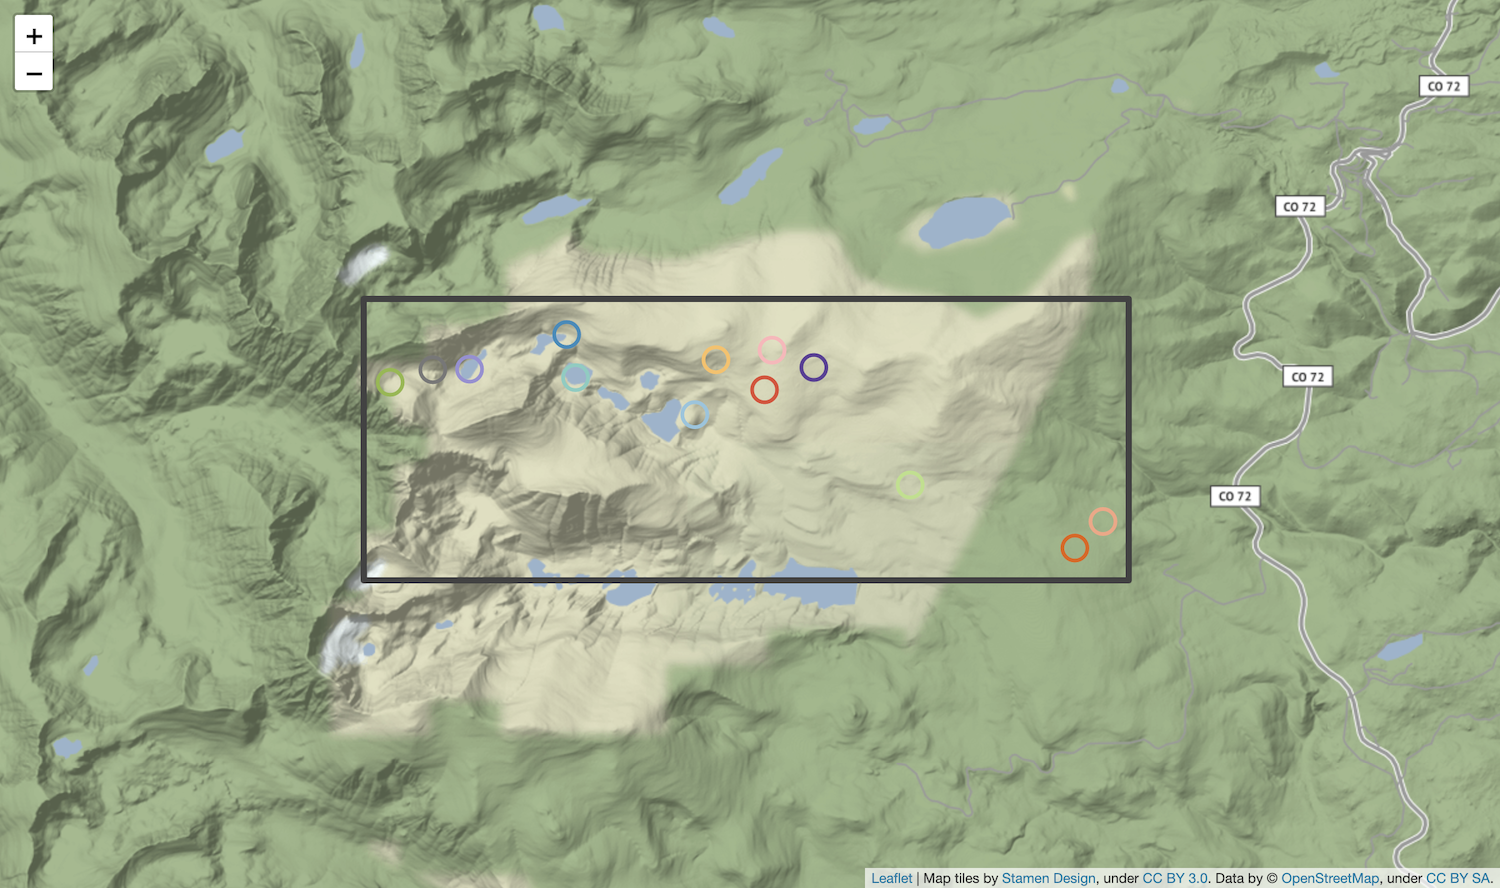 +
−
CO 72
CO 72
CO 72
CO 72
Leaflet | Map tiles by Stamen Design, under CC BY 3.0. Data by © OpenStreetMap, under CC BY SA.